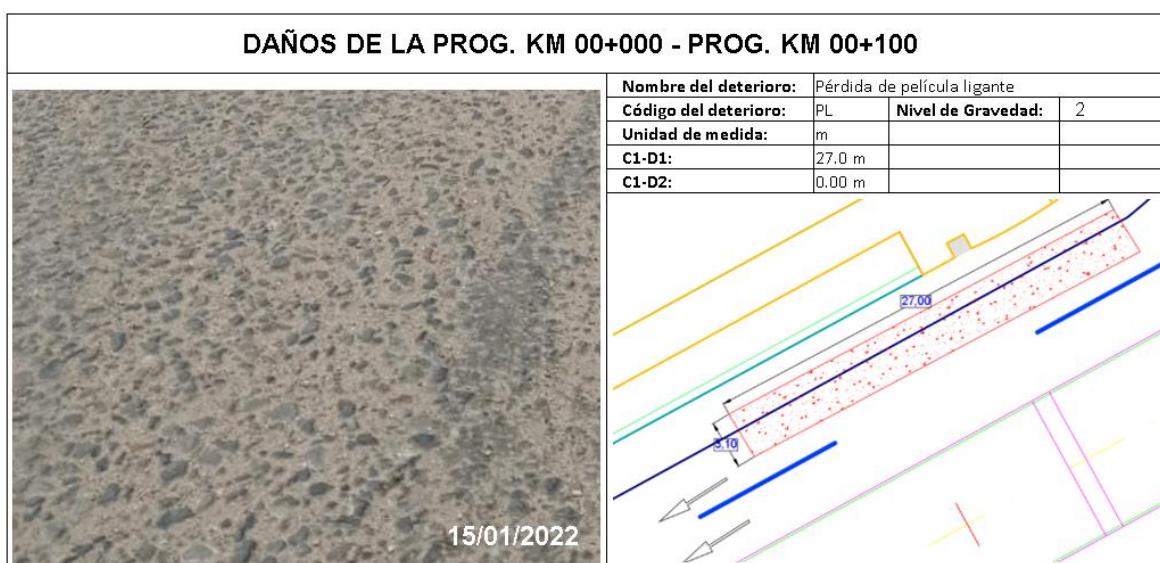 DAÑOS DE LA PROG. KM 00+000 - PROG. KM 00+100
Nombre del deterioro: Pérdida de película ligante
Código del deterioro: PL Nivel de Gravedad: 2
Unidad de medida: m
C1-D1: 27.0 m
C1-D2: 0.00 m
27.00
3.10
15/01/2022